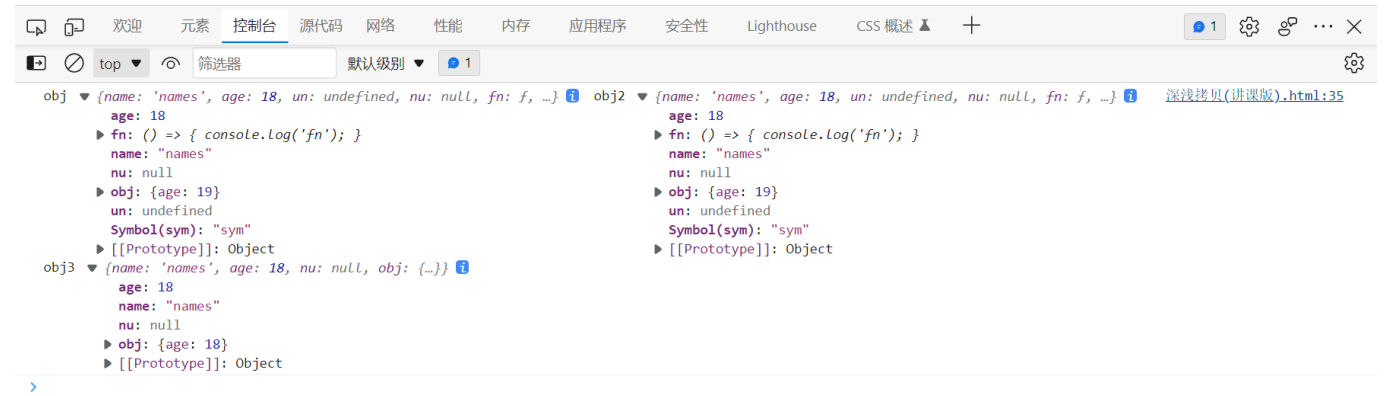 欢迎 元素 控制台 源代码 网络 性能 内存 应用程序 安全性 Lighthouse CSS 概述 1
top 筛选器 默认级别 1
obj {name: 'names', age: 18, un: undefined, nu: null, fn: f, …} obj2 {name: 'names', age: 18, un: undefined, nu: null, fn: f, …} 深浅拷贝(讲课版).html:35
age: 18 age: 18
fn: () => { console.log('fn'); } fn: () => { console.log('fn'); }
name: "names" name: "names"
nu: null nu: null
obj: {age: 19} obj: {age: 19}
un: undefined un: undefined
Symbol(sym): "sym" Symbol(sym): "sym"
[[Prototype]]: Object [[Prototype]]: Object
obj3 {name: 'names', age: 18, nu: null, obj: {…}}
age: 18
name: "names"
nu: null
obj: {age: 18}
[[Prototype]]: Object